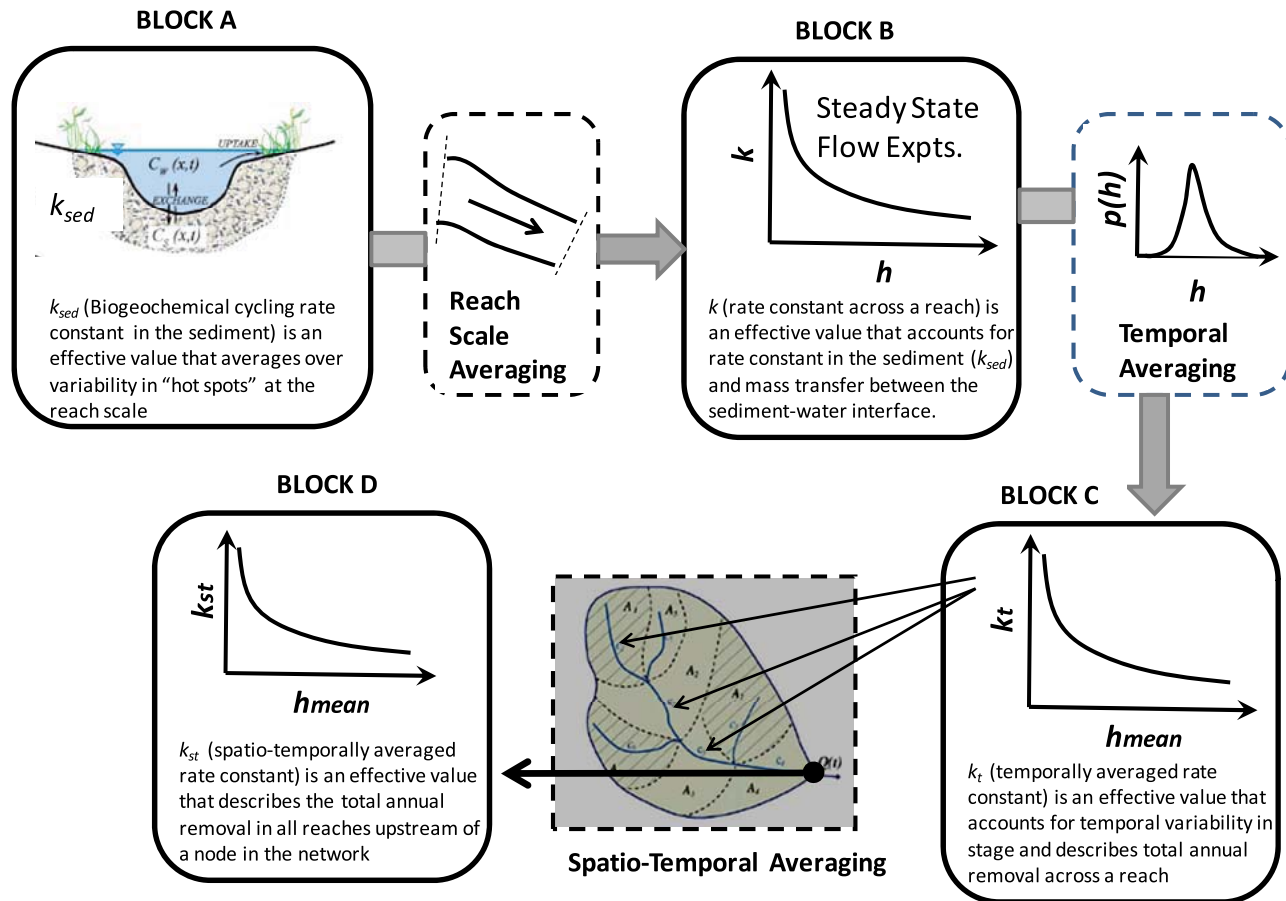 BLOCK A
UPTAKE
C_W (x,t)
EXCHANGE
C_S (x,t)
k_sed
k_sed (Biogeochemical cycling rate
constant in the sediment) is an
effective value that averages over
variability in “hot spots” at the
reach scale
Reach
Scale
Averaging
BLOCK B
Steady State
Flow Expts.
k
h
k (rate constant across a reach) is
an effective value that accounts for
rate constant in the sediment (k_sed)
and mass transfer between the
sediment-water interface.
p(h)
h
Temporal
Averaging
BLOCK C
kt
hmean
k_t (temporally averaged rate
constant) is an effective value that
accounts for temporal variability in
stage and describes total annual
removal across a reach
A_2
A_4
Q(t)
Spatio-Temporal Averaging
BLOCK D
kst
hmean
k_st (spatio-temporally averaged
rate constant) is an effective value
that describes the total annual
removal in all reaches upstream of
a node in the network